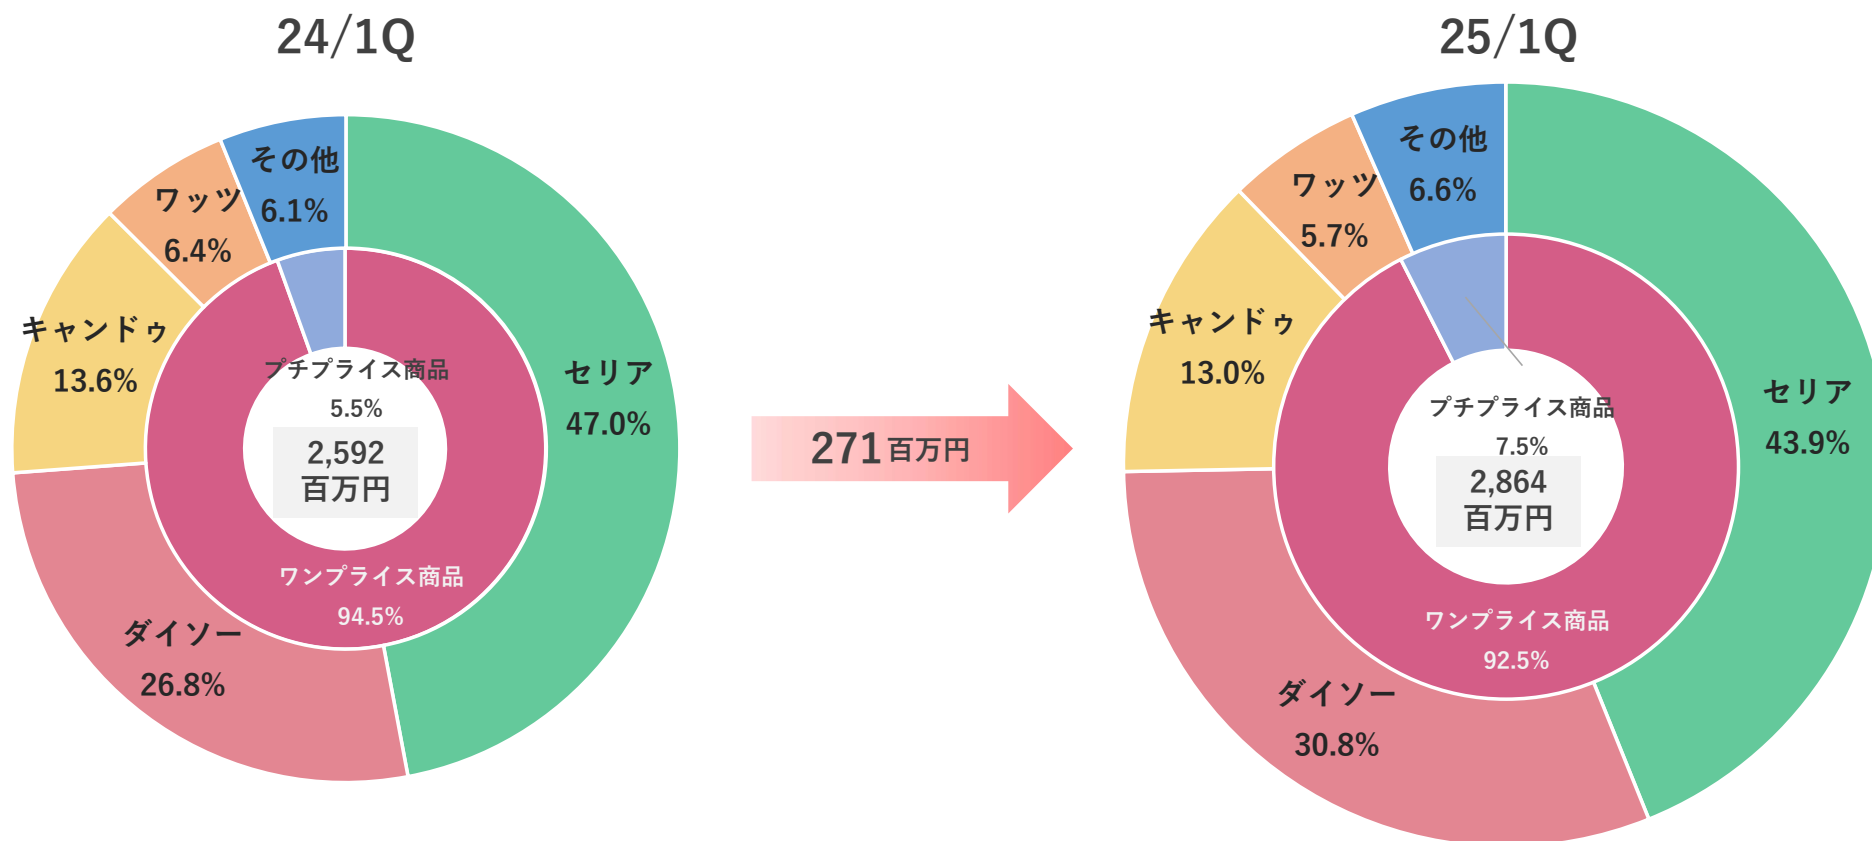 24/1Q
その他
6.1%
ワッツ
6.4%
キャンドゥ
13.6%
セリア
47.0%
プチプライス商品
5.5%
2,592
百万円
ワンプライス商品
94.5%
ダイソー
26.8%
271百万円
25/1Q
その他
6.6%
ワッツ
5.7%
キャンドゥ
13.0%
セリア
43.9%
プチプライス商品
7.5%
2,864
百万円
ワンプライス商品
92.5%
ダイソー
30.8%